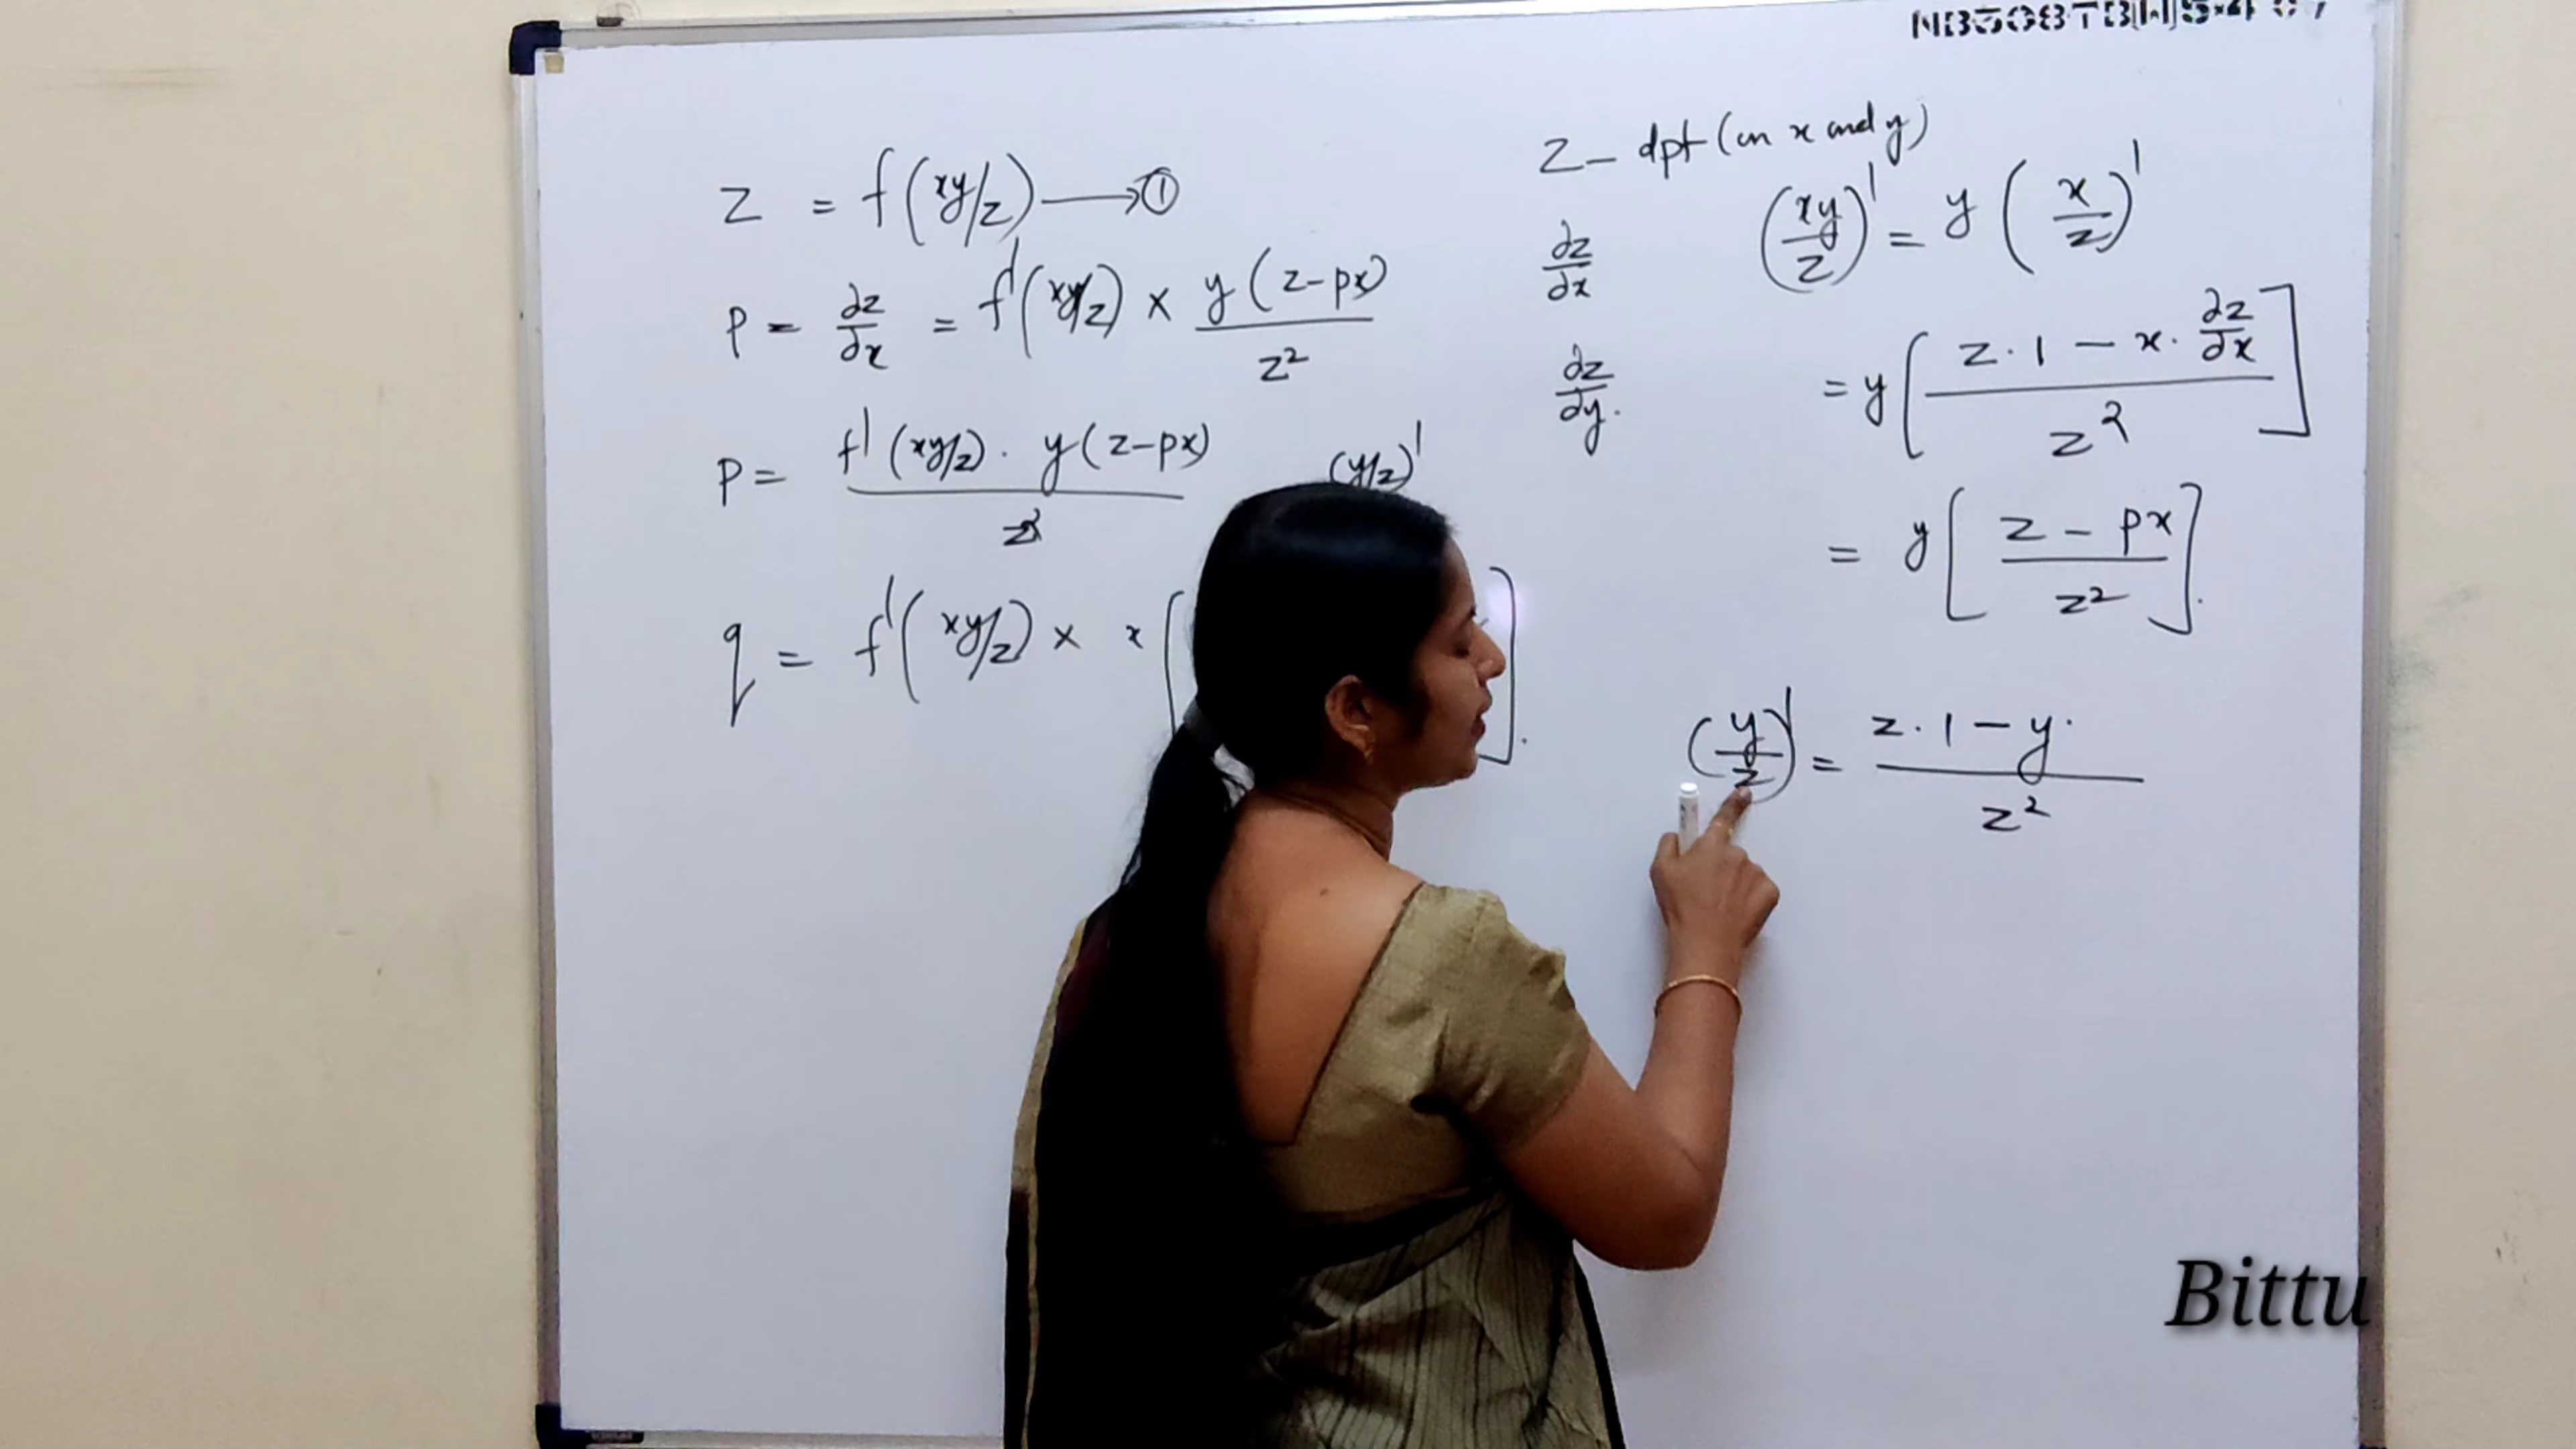 z = f(xy/z) ⟶ ①
p = ∂z/∂x = f'(xy/z) × y(z-px)/z²
p = f'(xy/z) · y(z-px)/z²
(y/z)'
q = f'(xy/z) × x[ ].
z - dpt (on x and y)
∂z/∂x
∂z/∂y.
(xy/z)' = y(x/z)'
= y[(z·1 - x·∂z/∂x)/z²]
= y[(z - px)/z²].
(y/z)' = (z·1 - y·)/z²
Bittu